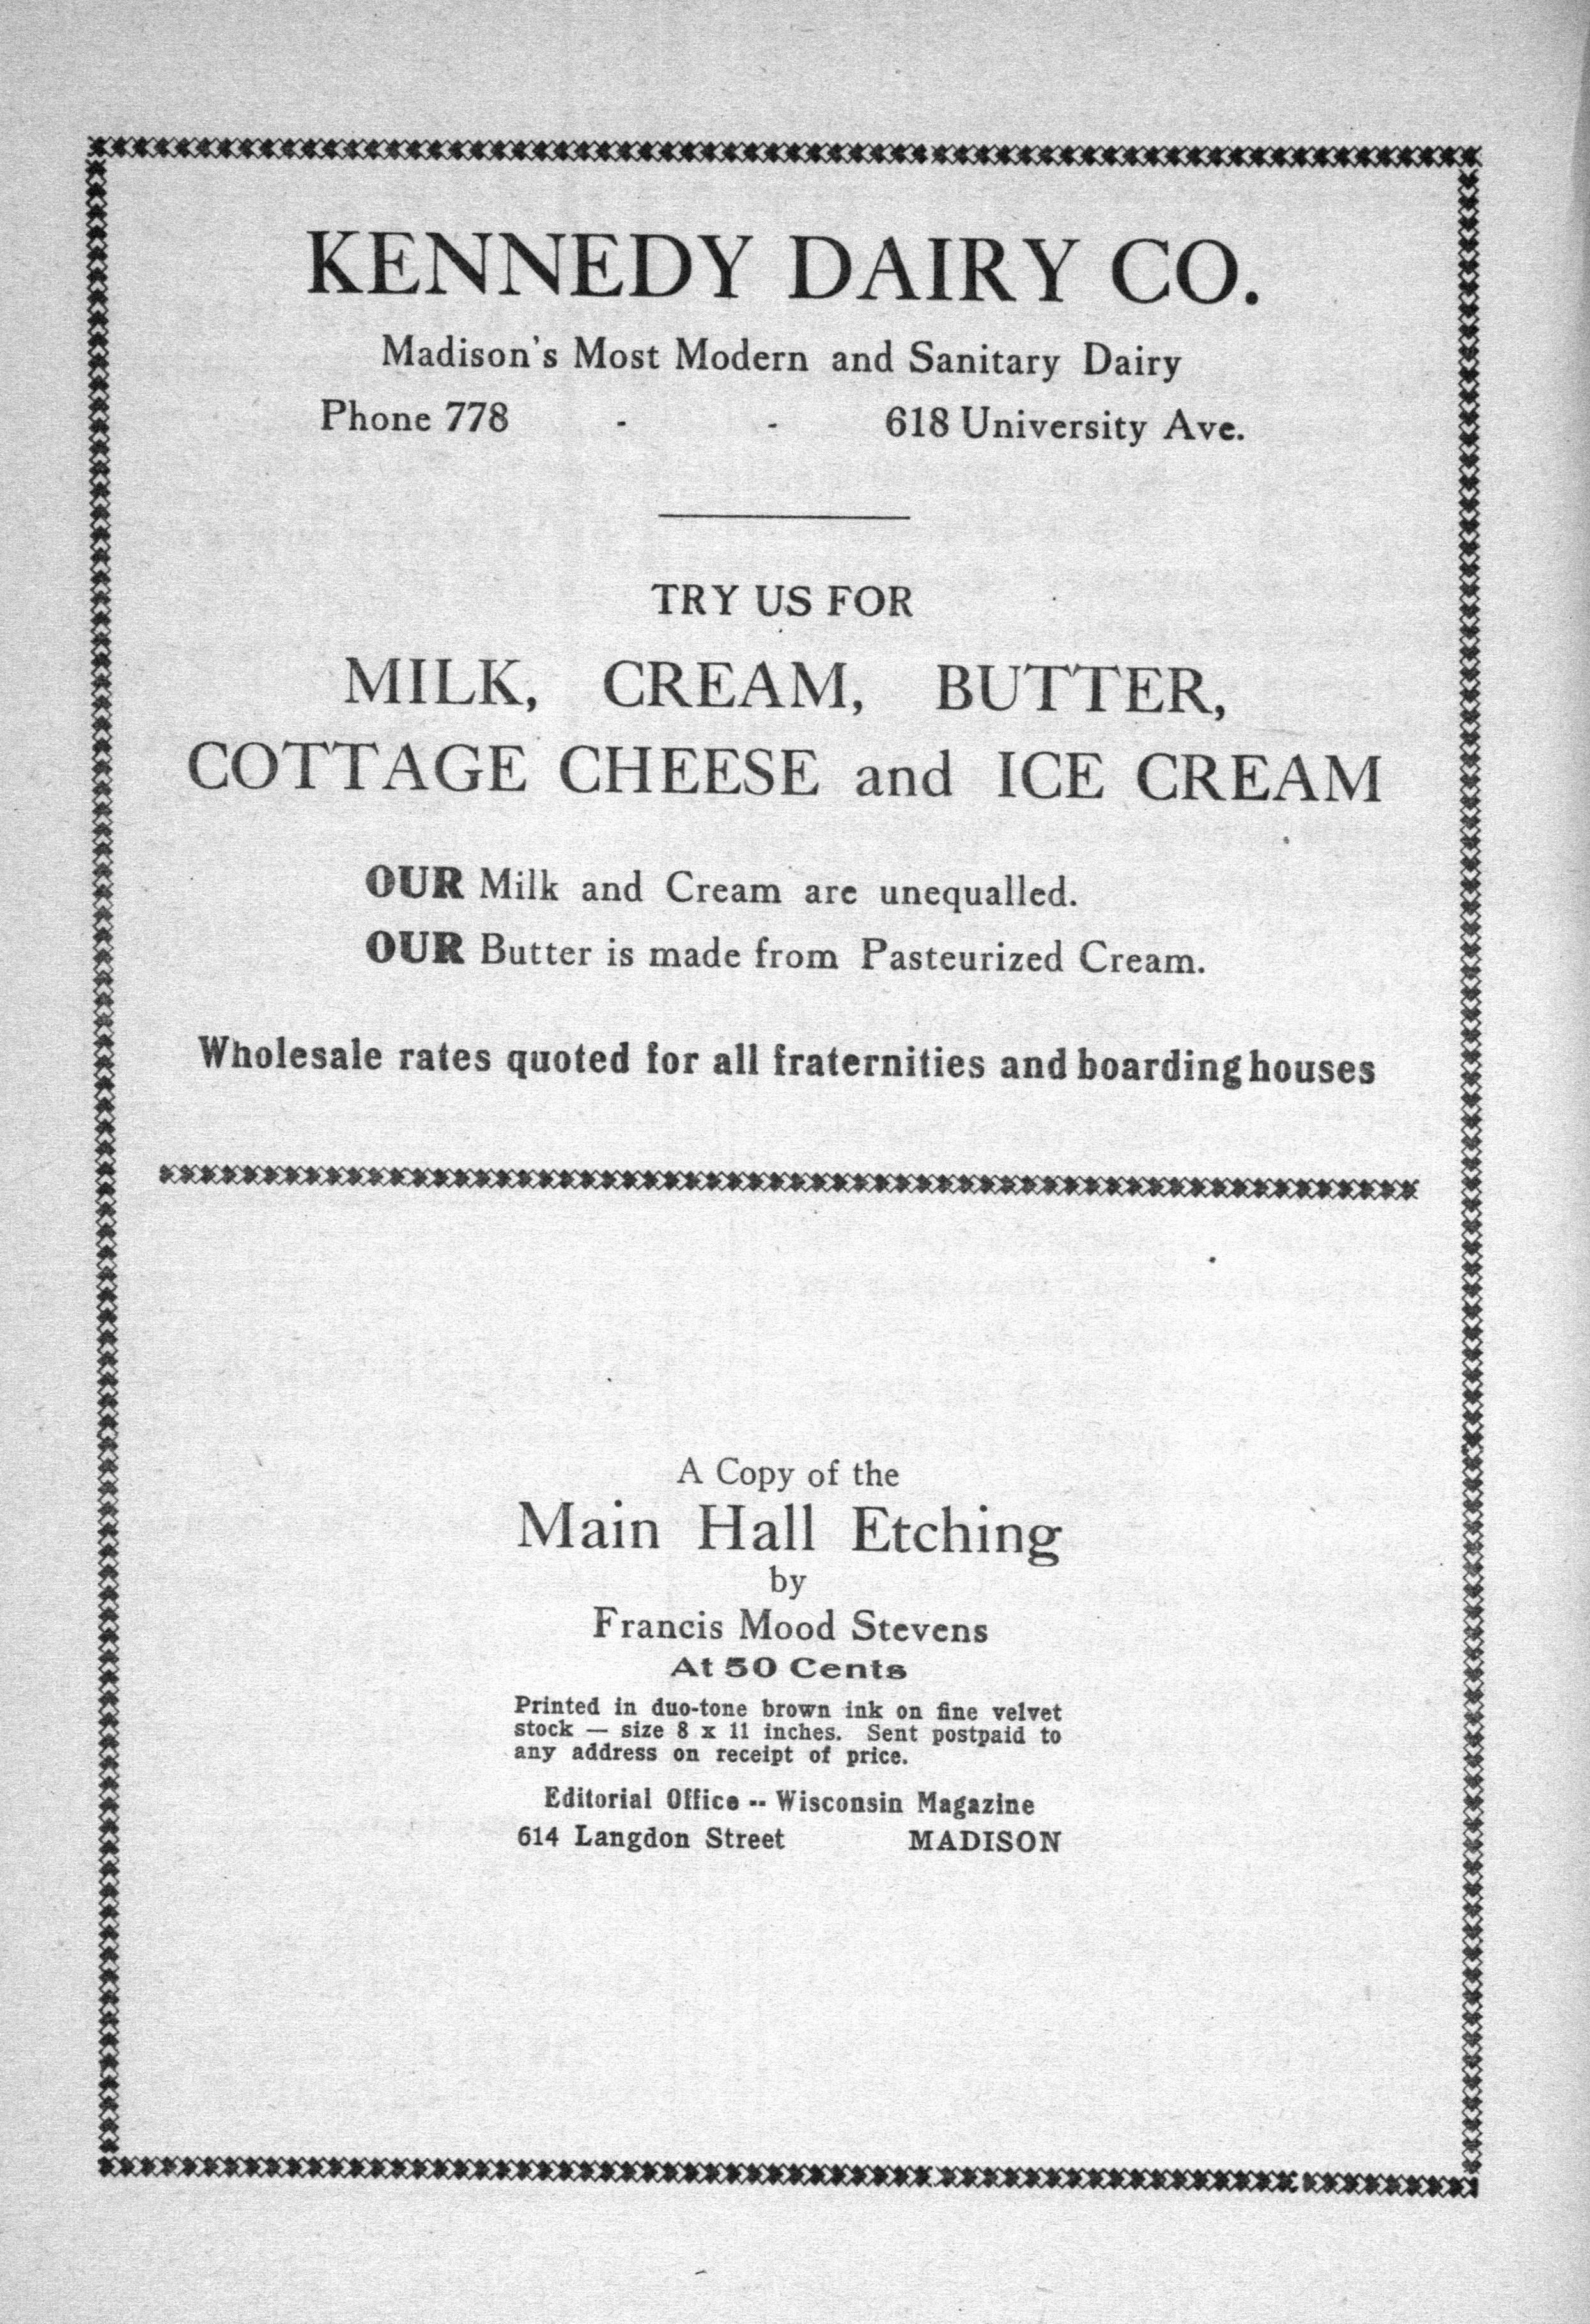 KENNEDY DAIRY CO.
Madison's Most Modern and Sanitary Dairy
Phone 778 - - 618 University Ave.
TRY US FOR
MILK, CREAM, BUTTER,
COTTAGE CHEESE and ICE CREAM
OUR Milk and Cream are unequalled.
OUR Butter is made from Pasteurized Cream.
Wholesale rates quoted for all fraternities and boarding houses
A Copy of the
Main Hall Etching
by
Francis Mood Stevens
At 50 Cents
Printed in duo-tone brown ink on fine velvet
stock — size 8 x 11 inches. Sent postpaid to
any address on receipt of price.
Editorial Office -- Wisconsin Magazine
614 Langdon Street MADISON